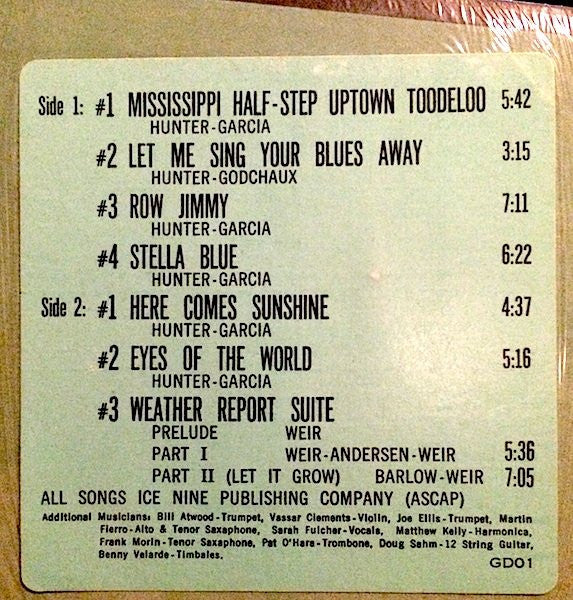 Side 1: #1 MISSISSIPPI HALF-STEP UPTOWN TOODELOO 5:42
HUNTER-GARCIA
#2 LET ME SING YOUR BLUES AWAY 3:15
HUNTER-GODCHAUX
#3 ROW JIMMY 7:11
HUNTER-GARCIA
#4 STELLA BLUE 6:22
HUNTER-GARCIA
Side 2: #1 HERE COMES SUNSHINE 4:37
HUNTER-GARCIA
#2 EYES OF THE WORLD 5:16
HUNTER-GARCIA
#3 WEATHER REPORT SUITE
PRELUDE WEIR
PART I WEIR-ANDERSEN-WEIR 5:36
PART II (LET IT GROW) BARLOW-WEIR 7:05
ALL SONGS ICE NINE PUBLISHING COMPANY (ASCAP)
Additional Musicians: Bill Atwood-Trumpet, Vassar Clements-Violin, Joe Ellis-Trumpet, Martin
Fierro-Alto & Tenor Saxophone, Sarah Fulcher-Vocals, Matthew Kelly-Harmonica,
Frank Morin-Tenor Saxophone, Pat O'Hara-Trombone, Doug Sahm-12 String Guitar,
Benny Velarde-Timbales.
GD01